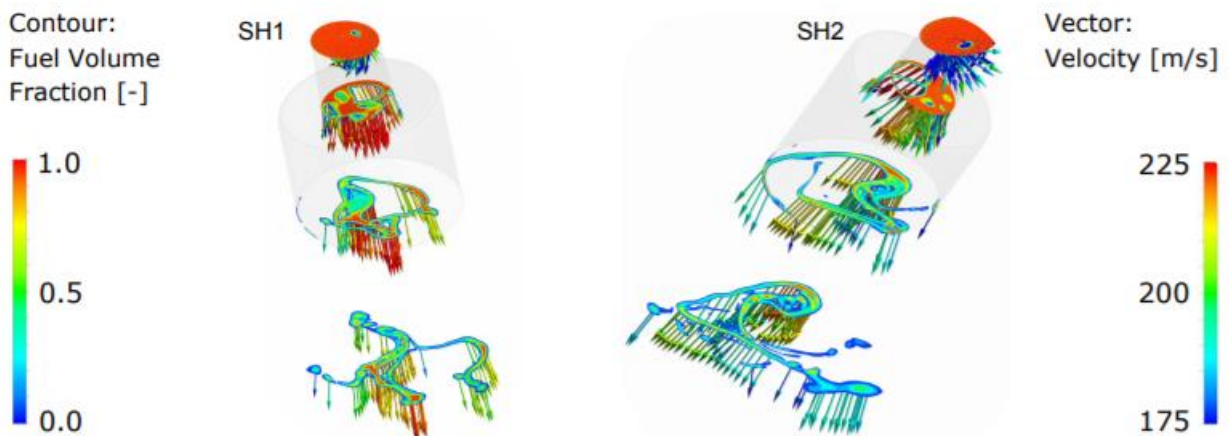 Contour:
Fuel Volume
Fraction [-]
1.0
0.5
0.0
SH1
SH2
Vector:
Velocity [m/s]
225
200
175